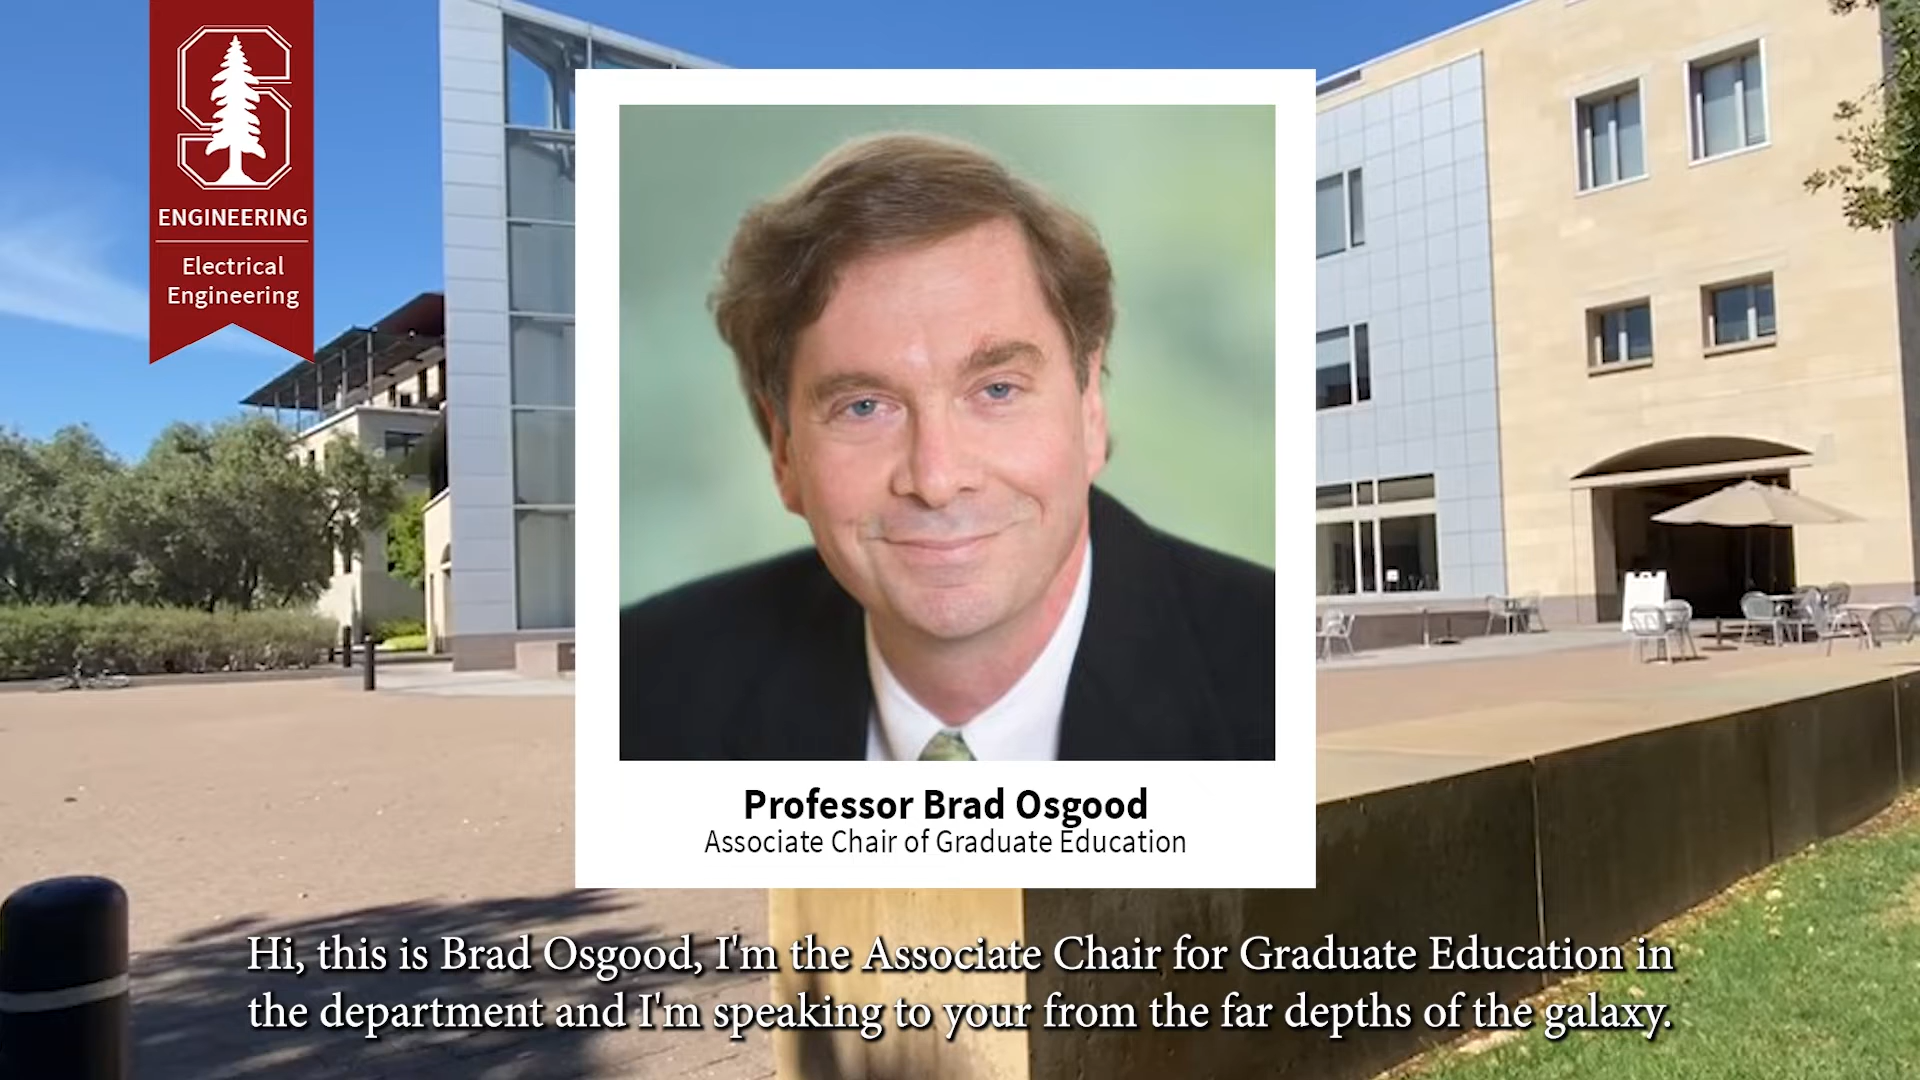 ENGINEERING
Electrical
Engineering
Professor Brad Osgood
Associate Chair of Graduate Education
Hi, this is Brad Osgood, I'm the Associate Chair for Graduate Education in
the department and I'm speaking to your from the far depths of the galaxy.